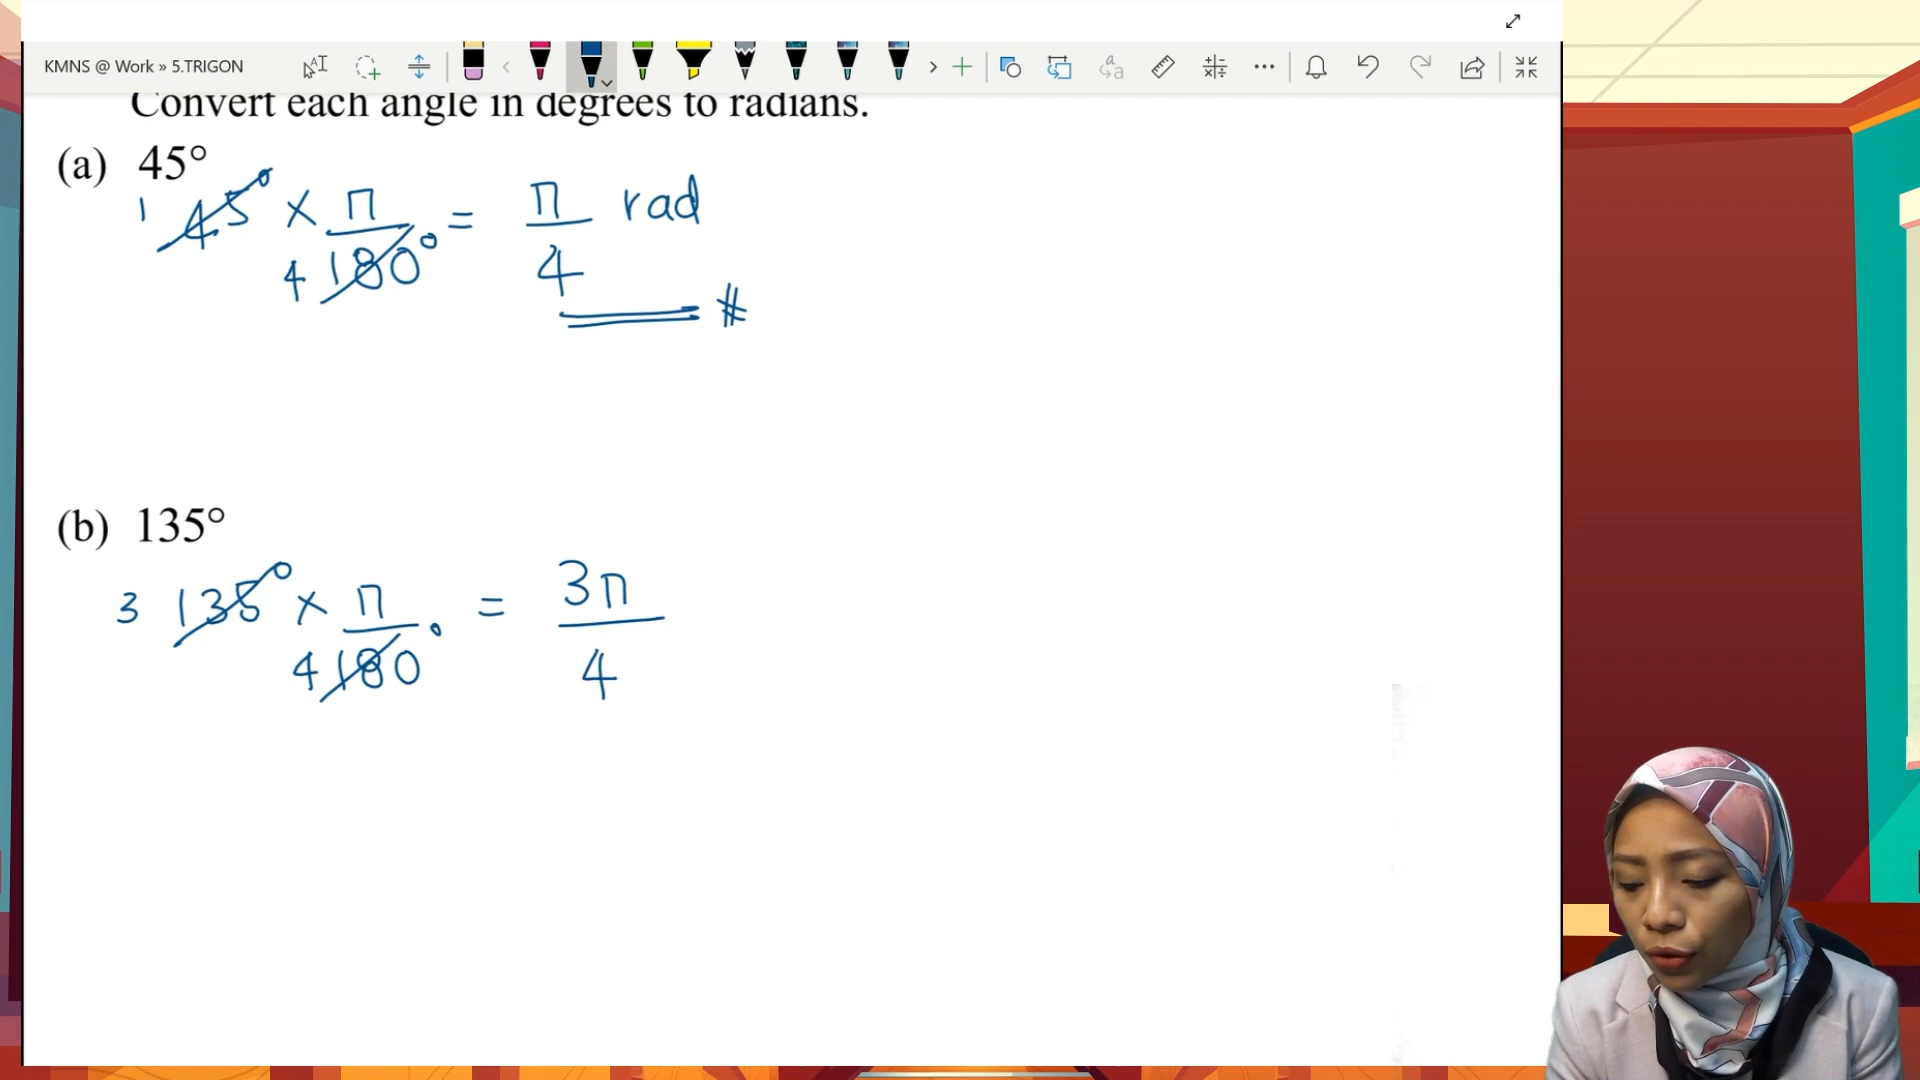 KMNS @ Work » 5.TRIGON
Convert each angle in degrees to radians.
(a) 45°
1 45° × π/4 180° = π/4 rad #
(b) 135°
3 135° × π/4 180° = 3π/4